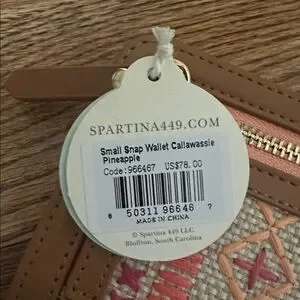 SPARTINA449.COM
Small Snap Wallet Callawassie
Pineapple
Code:966467 US$78.00
6 50311 96646 7
MADE IN CHINA
© Spartina 449 LLC
Bluffton, South Carolina